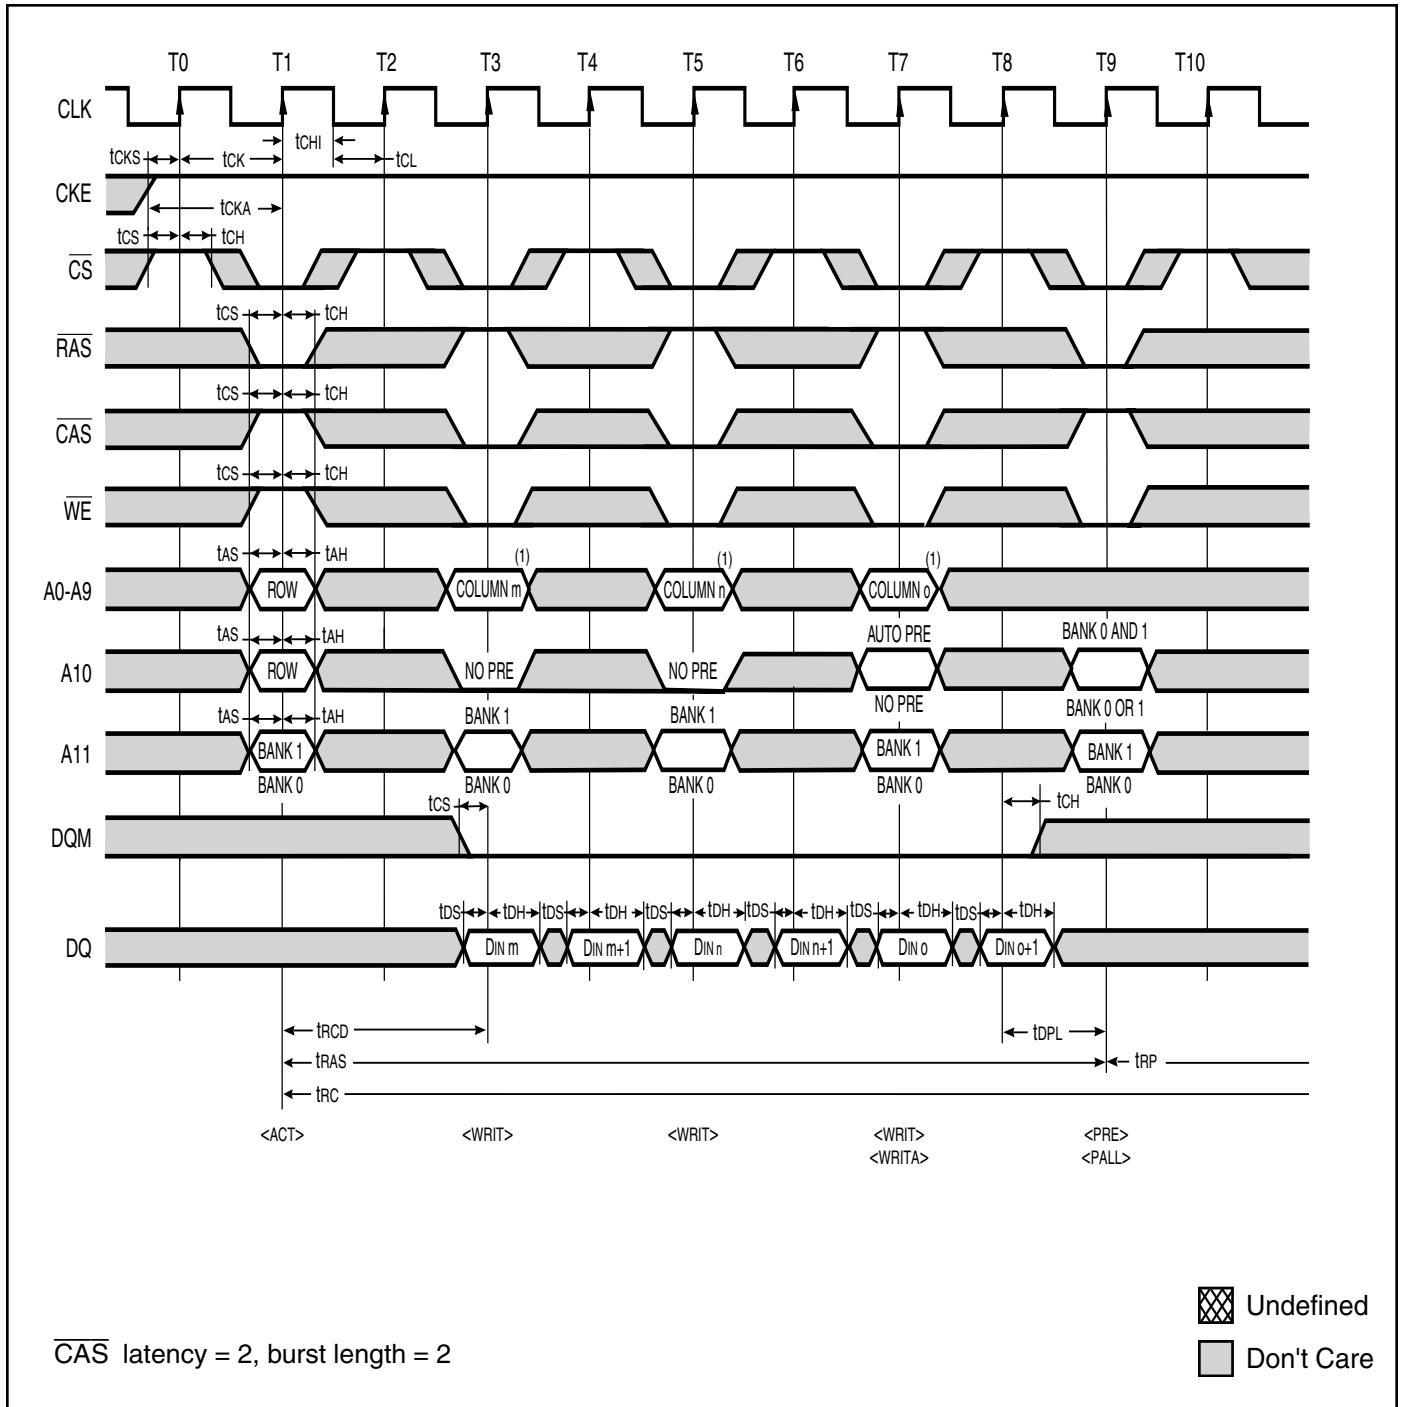 T0 T1 T2 T3 T4 T5 T6 T7 T8 T9 T10
CLK
tCHI
tCKS tCK tCL
CKE
tCKA
tCS tCH
CS
tCS tCH
RAS
tCS tCH
CAS
tCS tCH
WE
tAS tAH (1) (1) (1)
A0-A9 ROW COLUMN m COLUMN n COLUMN o
tAS tAH AUTO PRE BANK 0 AND 1
A10 ROW NO PRE NO PRE
NO PRE BANK 0 OR 1
tAS tAH BANK 1 BANK 1
A11 BANK 1 BANK 1 BANK 1
BANK 0 BANK 0 BANK 0 BANK 0 BANK 0
tCS tCH
DQM
tDS tDH tDS tDH tDS tDH tDS tDH tDS tDH tDS tDH
DQ DIN m DIN m+1 DIN n DIN n+1 DIN o DIN o+1
tRCD tDPL
tRAS tRP
tRC
<ACT> <WRIT> <WRIT> <WRIT> <PRE>
<WRITA> <PALL>
Undefined
CAS latency = 2, burst length = 2
Don't Care